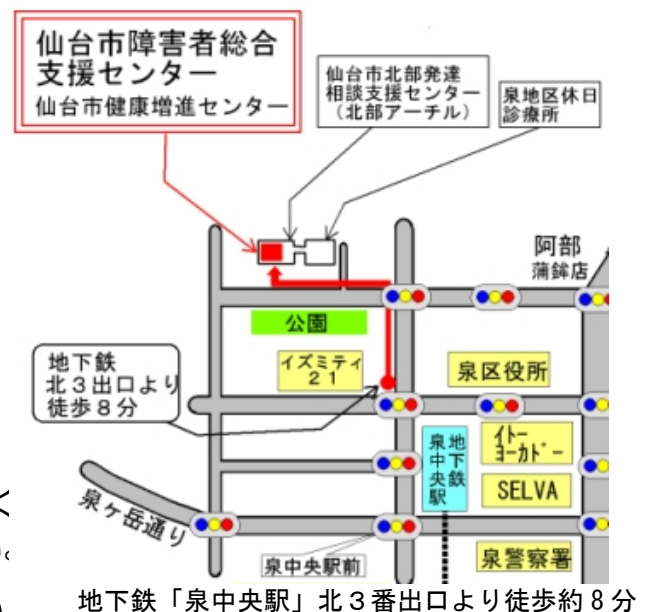 仙台市障害者総合
支援センター
仙台市健康増進センター
仙台市北部発達
相談支援センター
（北部アーチル）
泉地区休日
診療所
阿部
蒲鉾店
公園
イズミティ
２１
地下鉄
北３出口より
徒歩８分
泉区役所
地下鉄
泉中央駅
イトー
ヨーカドー
SELVA
泉ヶ岳通り
泉中央駅前
泉警察署
地下鉄「泉中央駅」北３番出口より徒歩約８分